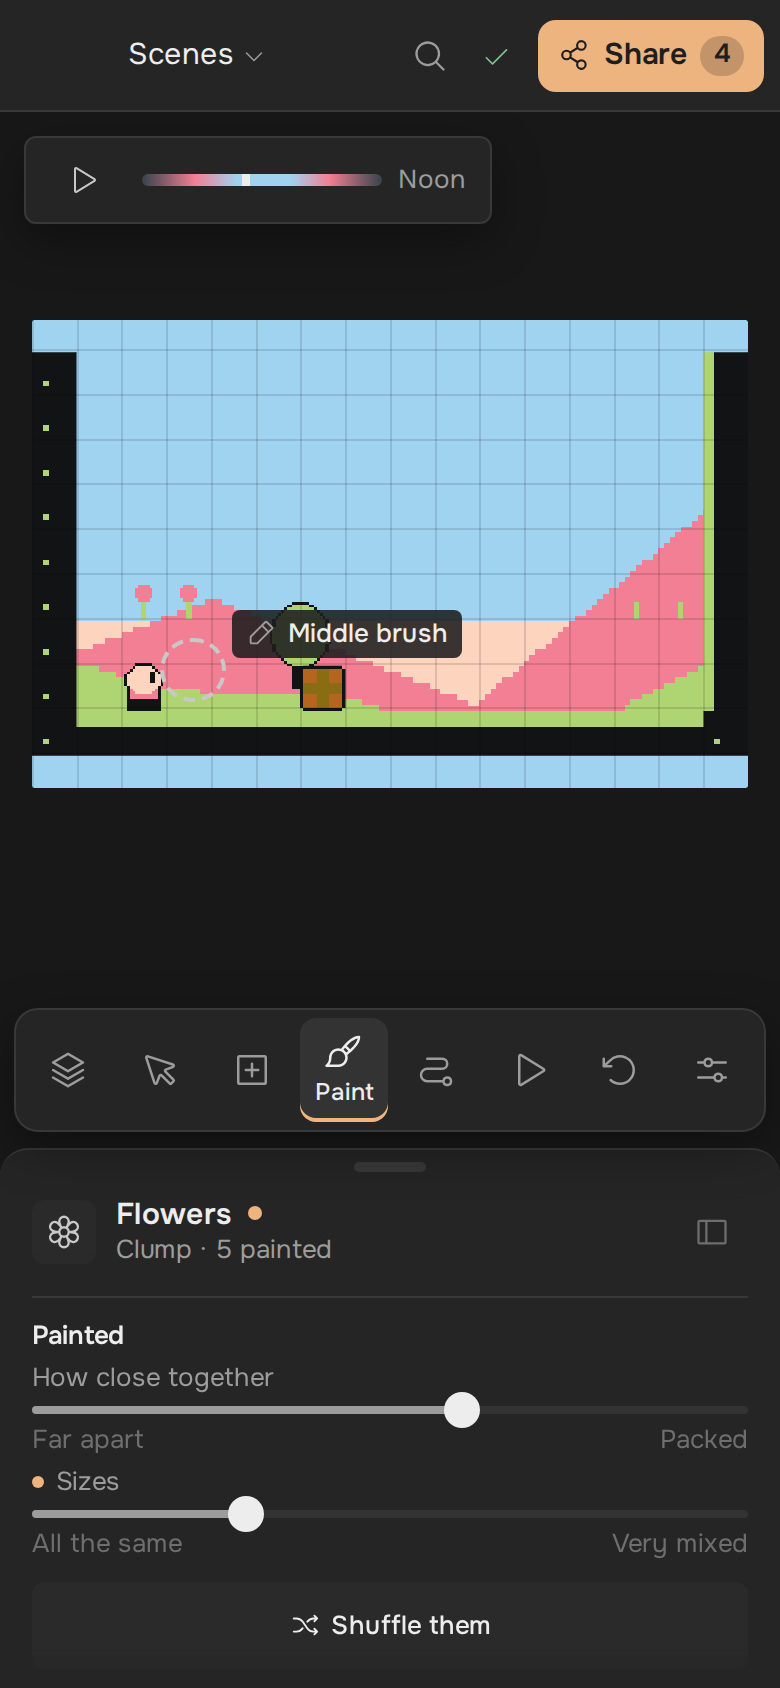 Scenes
Share 4
Noon
Middle brush
Paint
Flowers
Clump · 5 painted
Painted
How close together
Far apart Packed
Sizes
All the same Very mixed
Shuffle them